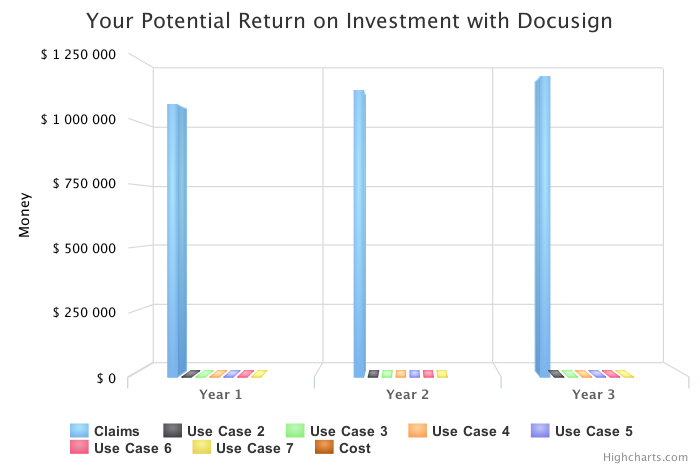 Your Potential Return on Investment with Docusign
$ 1 250 000
$ 1 000 000
$ 750 000
$ 500 000
$ 250 000
$ 0
Money
Year 1 Year 2 Year 3
Claims Use Case 2 Use Case 3 Use Case 4 Use Case 5
Use Case 6 Use Case 7 Cost
Highcharts.com